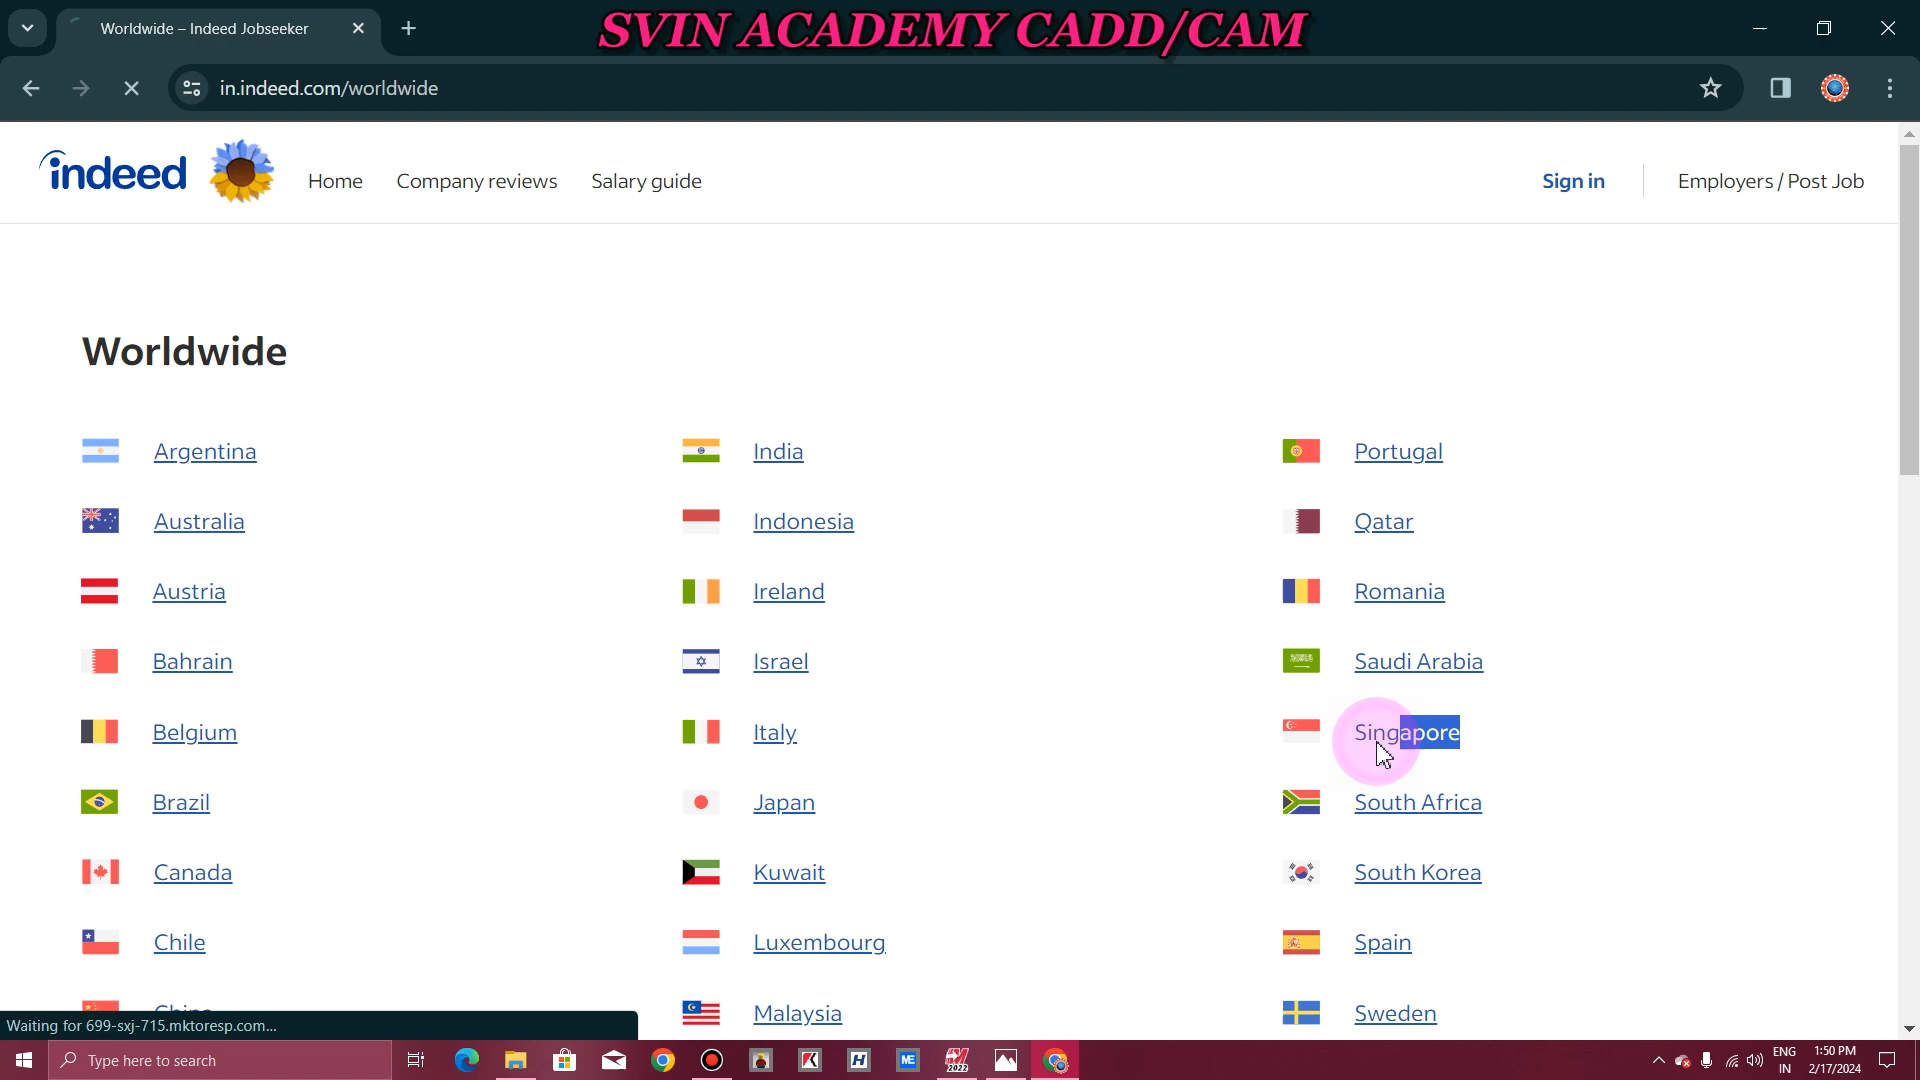 Worldwide – Indeed Jobseeker
SVIN ACADEMY CADD/CAM
in.indeed.com/worldwide
indeed
Home
Company reviews
Salary guide
Sign in
Employers / Post Job
Worldwide
Argentina
India
Portugal
Australia
Indonesia
Qatar
Austria
Ireland
Romania
Bahrain
Israel
Saudi Arabia
Belgium
Italy
Singapore
Brazil
Japan
South Africa
Canada
Kuwait
South Korea
Chile
Luxembourg
Spain
China
Malaysia
Sweden
Waiting for 699-sxj-715.mktoresp.com...
Type here to search
K
H
ME
2022
ENG
IN
1:50 PM
2/17/2024